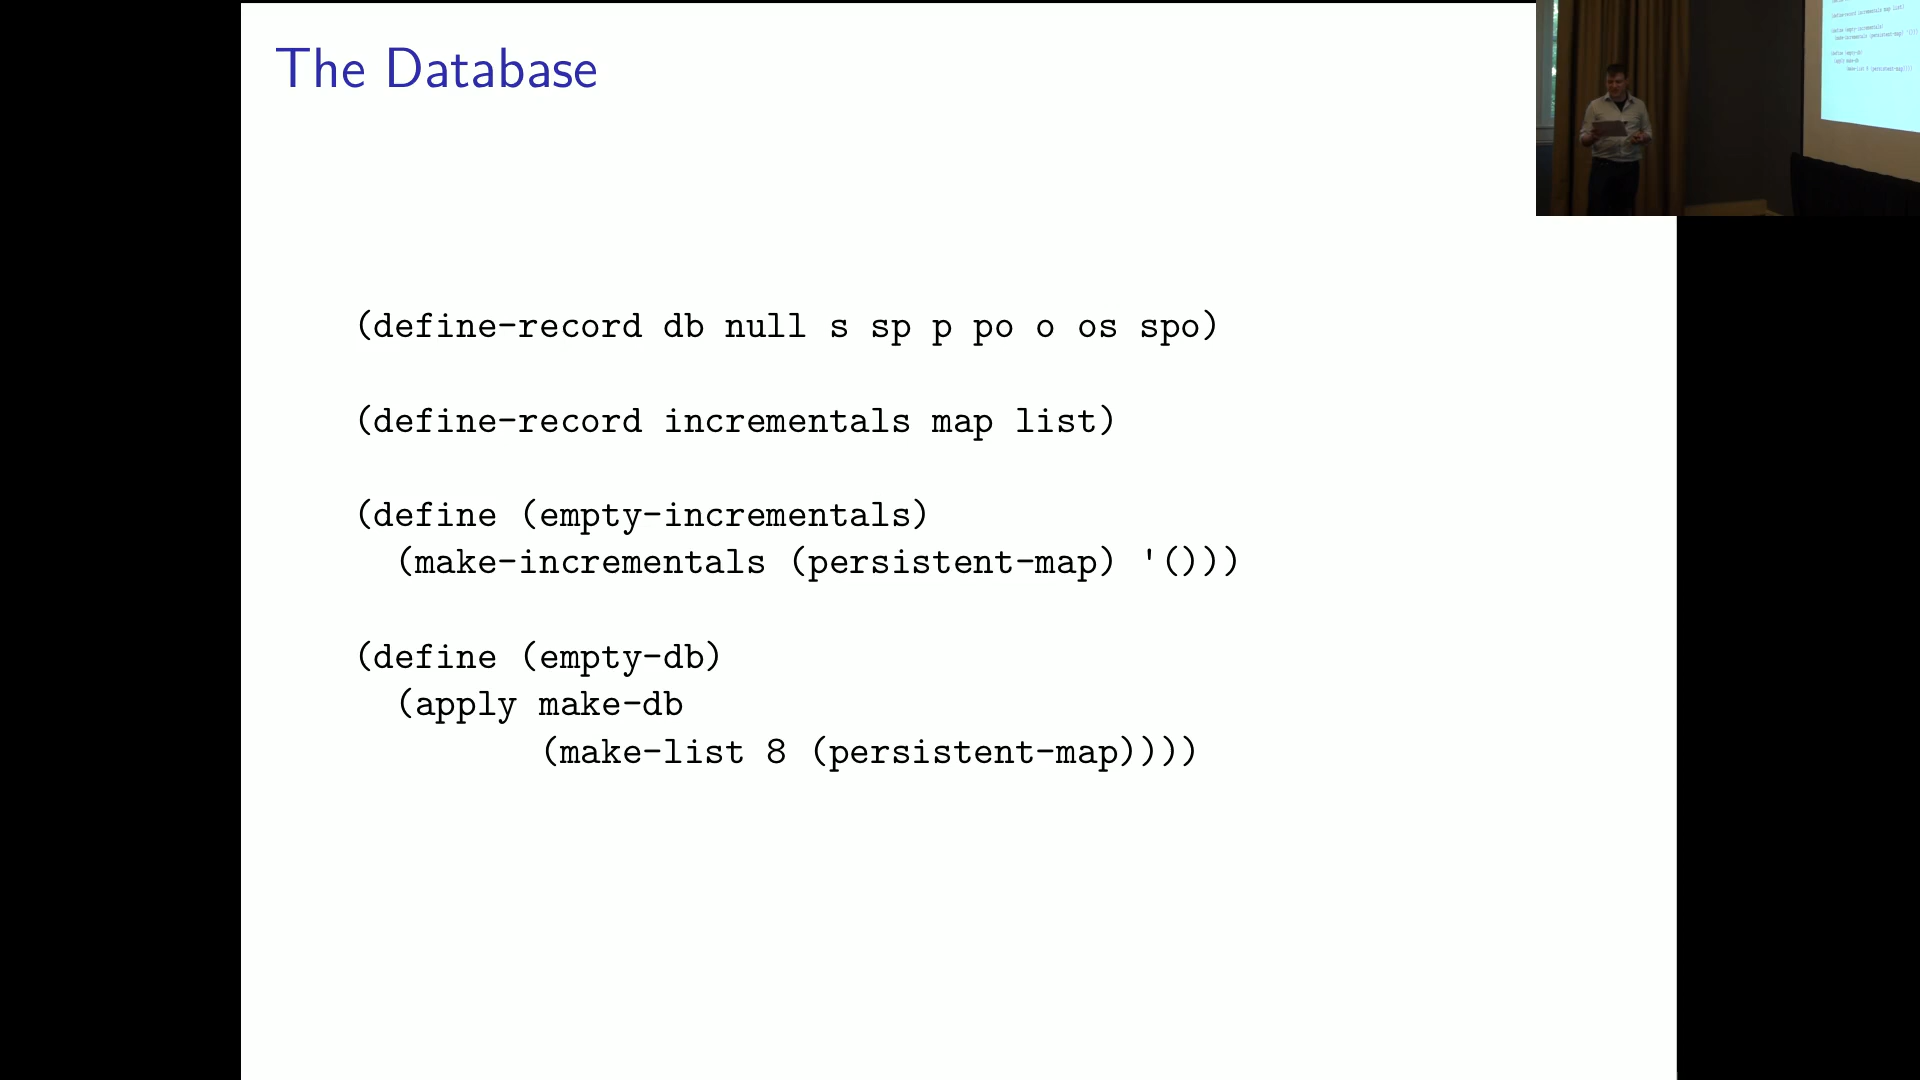 The Database
(define-record db null s sp p po o os spo)
(define-record incrementals map list)
(define (empty-incrementals)
(make-incrementals (persistent-map) '()))
(define (empty-db)
(apply make-db
(make-list 8 (persistent-map))))